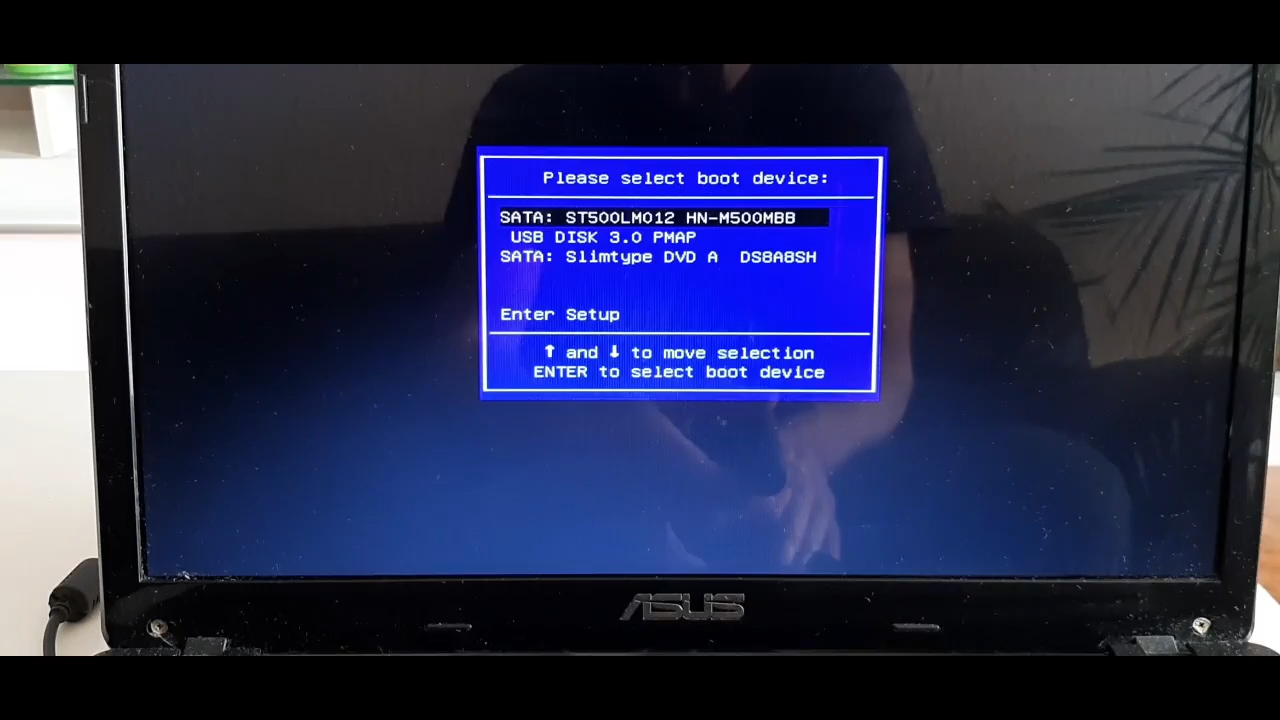 Please select boot device:
SATA: ST500LM012 HN-M500MBB
USB DISK 3.0 PMAP
SATA: Slimtype DVD A  DS8A8SH
Enter Setup
↑ and ↓ to move selection
ENTER to select boot device
ASUS